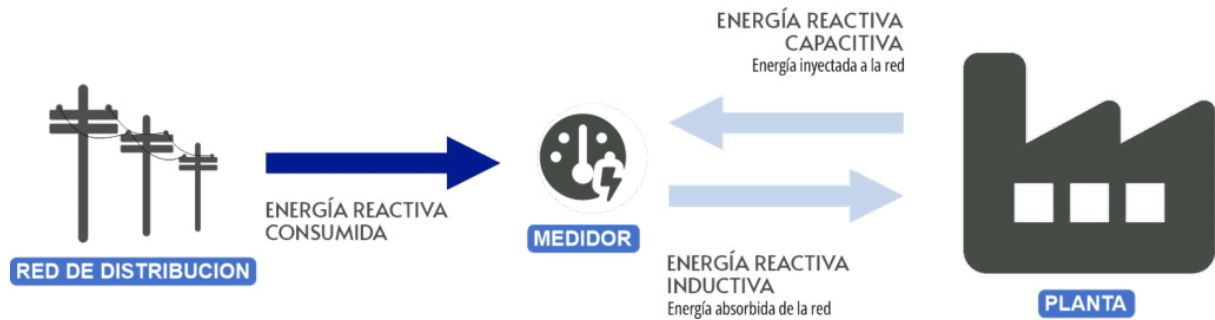 ENERGÍA REACTIVA
CAPACITIVA
Energía inyectada a la red
ENERGÍA REACTIVA
CONSUMIDA
MEDIDOR
RED DE DISTRIBUCION
ENERGÍA REACTIVA
INDUCTIVA
Energía absorbida de la red
PLANTA